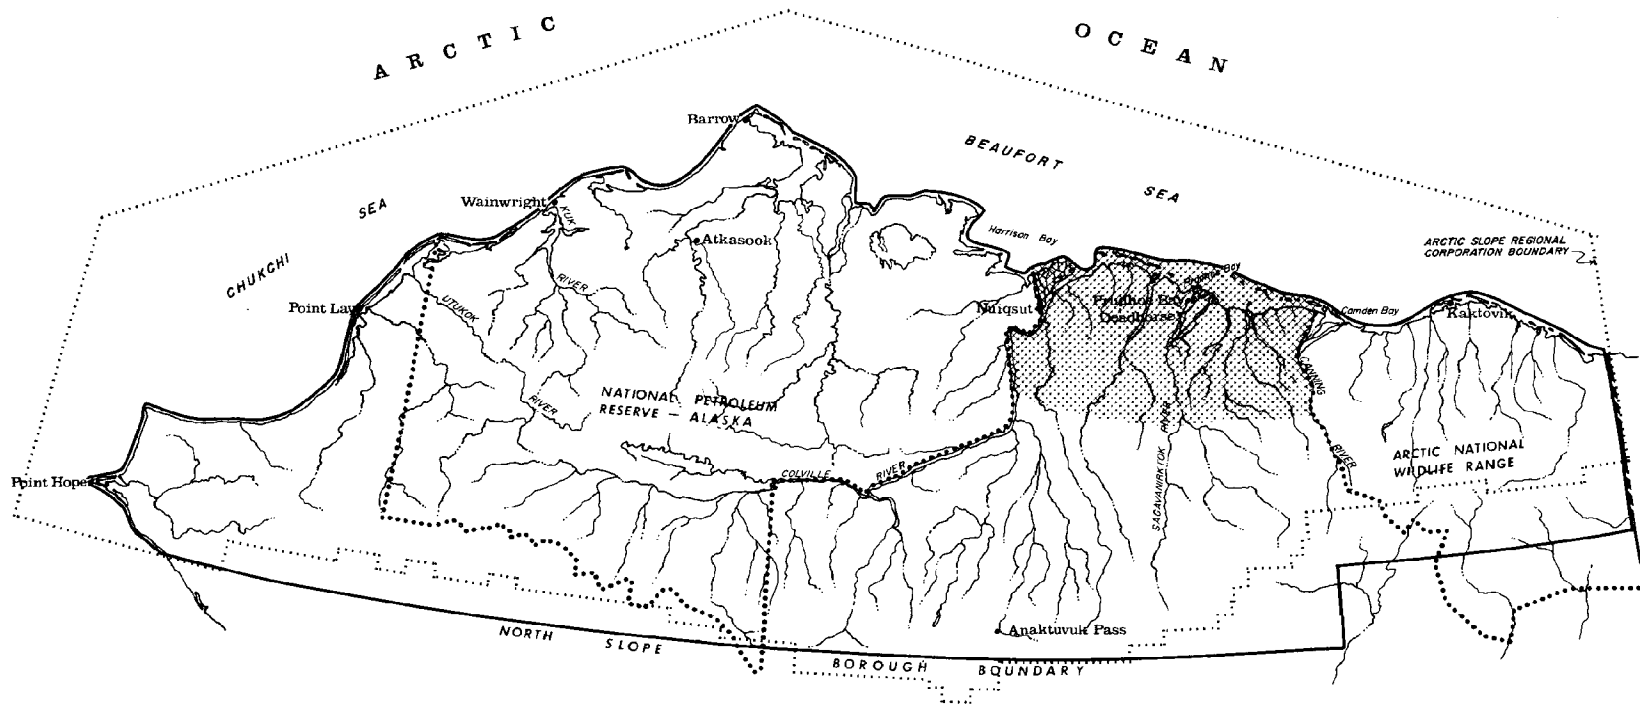 ARCTIC
OCEAN
Barrow
BEAUFORT
SEA
Wainwright
KUK
RIVER
SEA
CHUKCHI
Atkasook
Harrison Bay
ARCTIC SLOPE REGIONAL
CORPORATION BOUNDARY
Point Lay
UTUKOK
RIVER
Nuiqsut
Prudhoe Bay
Deadhorse
Camden Bay
Kaktovik
CANNING
RIVER
NATIONAL PETROLEUM
RESERVE — ALASKA
SAGAVANIRKTOK RIVER
ARCTIC NATIONAL
WILDLIFE RANGE
COLVILLE
RIVER
Point Hope
Anaktuvuk Pass
NORTH SLOPE BOROUGH BOUNDARY